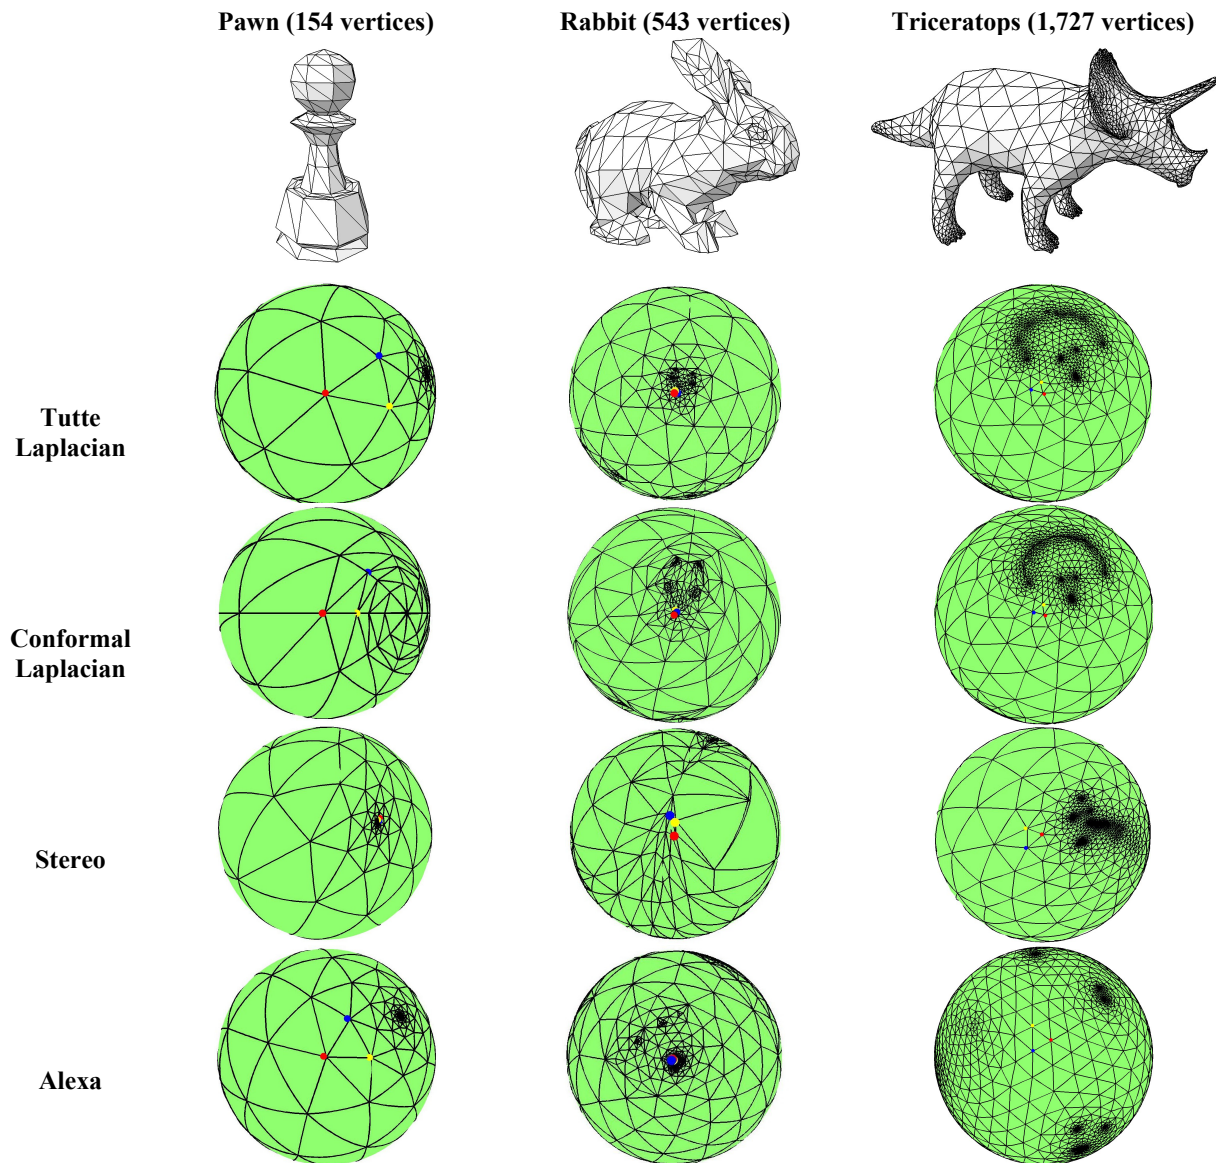 Pawn (154 vertices)
Rabbit (543 vertices)
Triceratops (1,727 vertices)
Tutte
Laplacian
Conformal
Laplacian
Stereo
Alexa